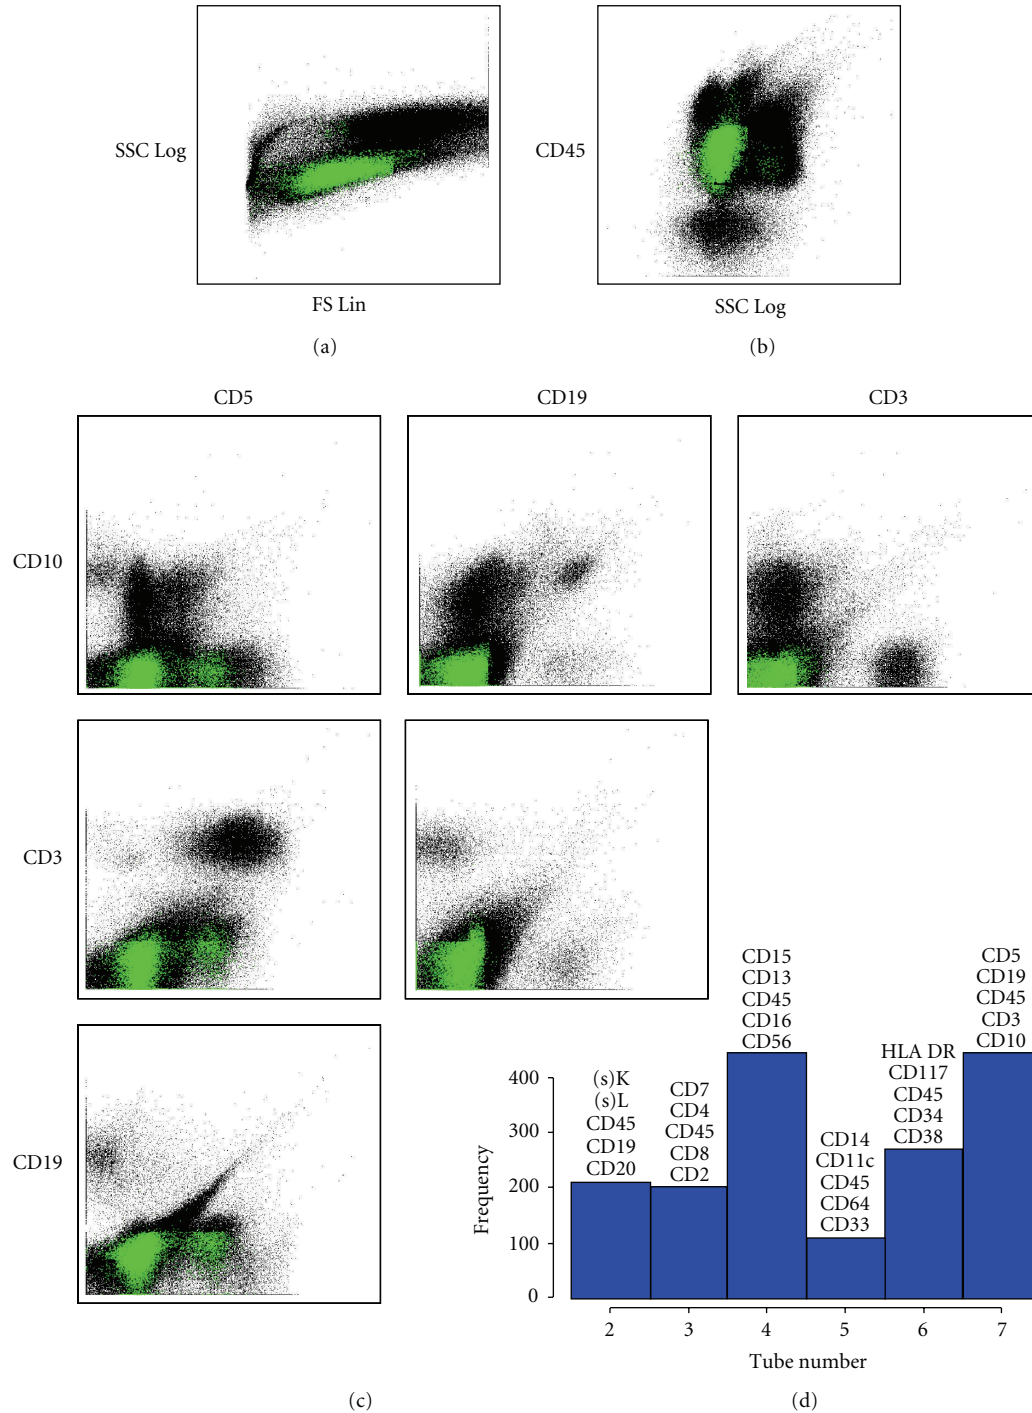 SSC Log
CD45
FS Lin
SSC Log
(a)
(b)
CD5
CD19
CD3
CD10
CD3
CD19
CD15
CD13
CD45
CD16
CD56
CD5
CD19
CD45
CD3
CD10
HLA DR
CD117
CD45
CD34
CD38
(s)K
(s)L
CD45
CD19
CD20
CD7
CD4
CD45
CD8
CD2
CD14
CD11c
CD45
CD64
CD33
400
300
200
100
0
Frequency
2 3 4 5 6 7
Tube number
(c)
(d)